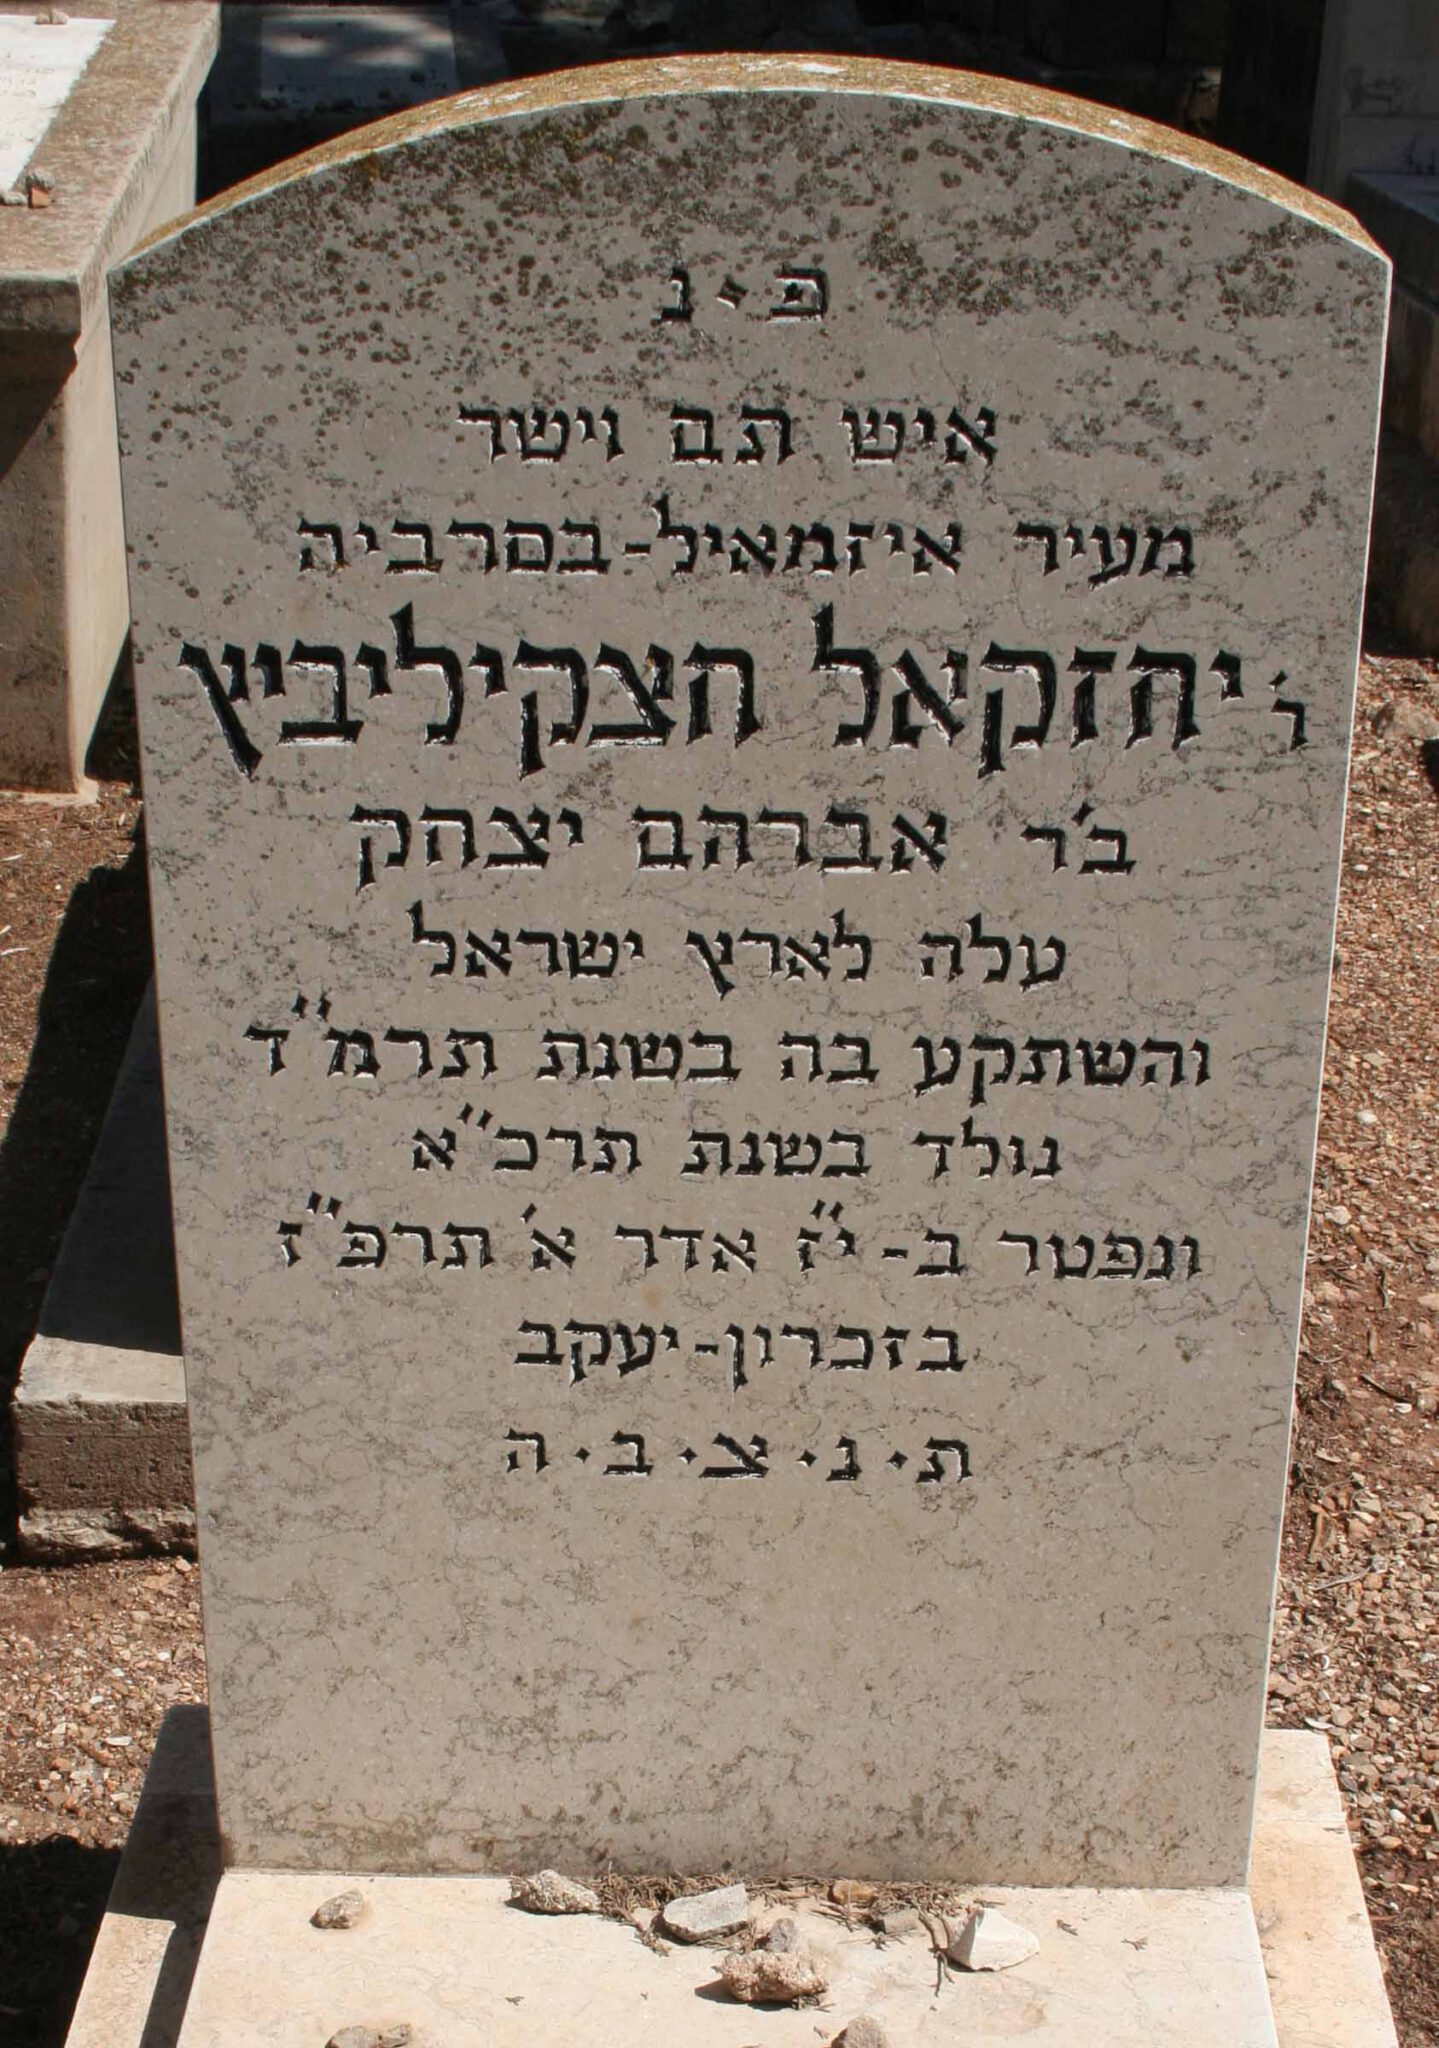 פ.נ
איש תם וישר
מעיר איזמאיל-בסרביה
ר' יחזקאל חצקיליביץ
ב'ר אברהם יצחק
עלה לארץ ישראל
והשתקע בה בשנת תרמ"ד
נולד בשנת תרכ"א
ונפטר ב-י"ז אדר א' תרפ"ז
בזכרון-יעקב
ת.נ.צ.ב.ה